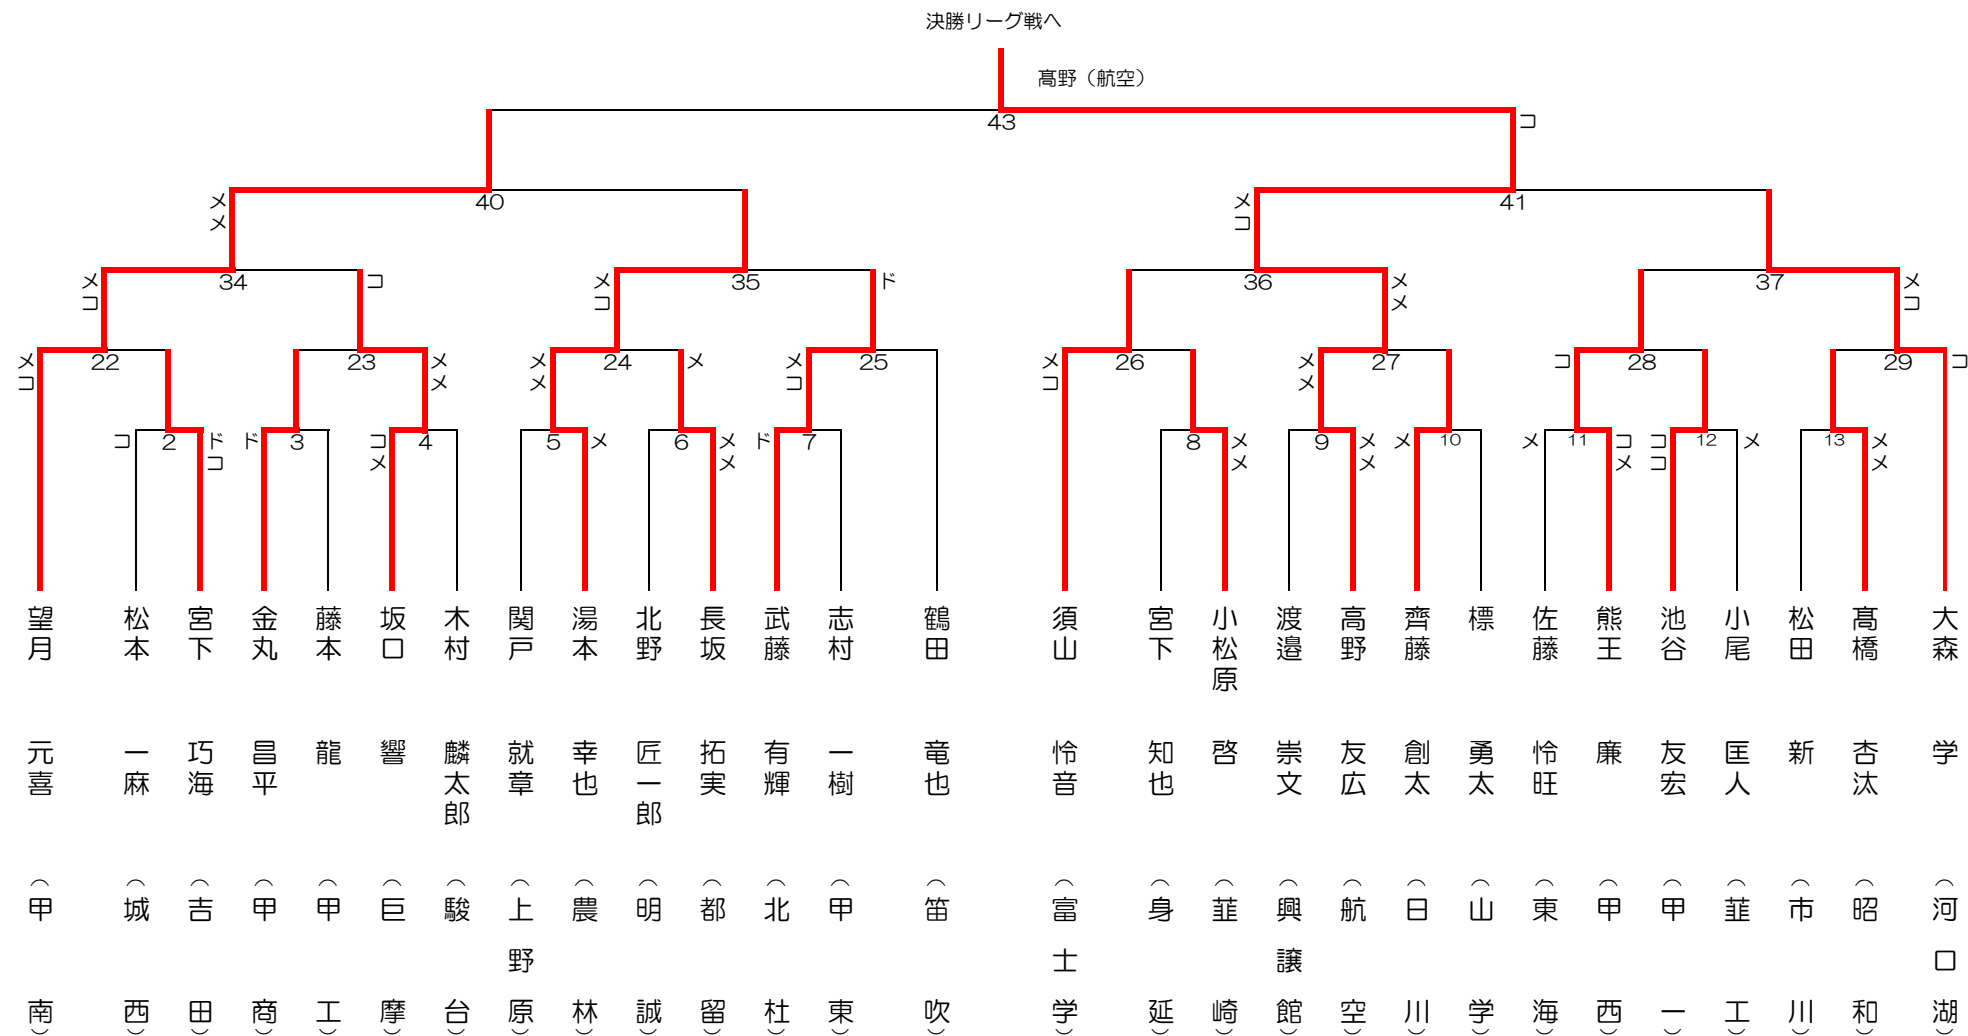 決勝リーグ戦へ
高野（航空）
43
コ
40
41
メメ
メコ
34
35
36
37
メコ
コ
メコ
ド
メメ
メコ
22
23
24
25
26
27
28
29
メコ
メメ
メメ
メ
メコ
メコ
メメ
コ
コ
コ
2
ドコ
ド
3
コメ
4
5
メ
6
メメ
ド
7
8
メメ
9
メメ
メ
10
メ
11
コメ
ココ
12
メ
13
メメ
望月 元喜（甲南）
松本 一麻（城西）
宮下 巧海（吉田）
金丸 昌平（甲商）
藤本 龍（甲工）
坂口 響（巨摩）
木村 麟太郎（駿台）
関戸 就章（上野原）
湯本 幸也（農林）
北野 匠一郎（明誠）
長坂 拓実（都留）
武藤 有輝（北杜）
志村 一樹（甲東）
鶴田 竜也（笛吹）
須山 怜音（富士学）
宮下 知也（身延）
小松原 啓（韮崎）
渡邉 崇文（興譲館）
高野 友広（航空）
齊藤 創太（日川）
標 勇太（山学）
佐藤 怜旺（東海）
熊王 廉（甲西）
池谷 友宏（甲一）
小尾 匡人（韮工）
松田 新（市川）
髙橋 杏汰（昭和）
大森 学（河口湖）